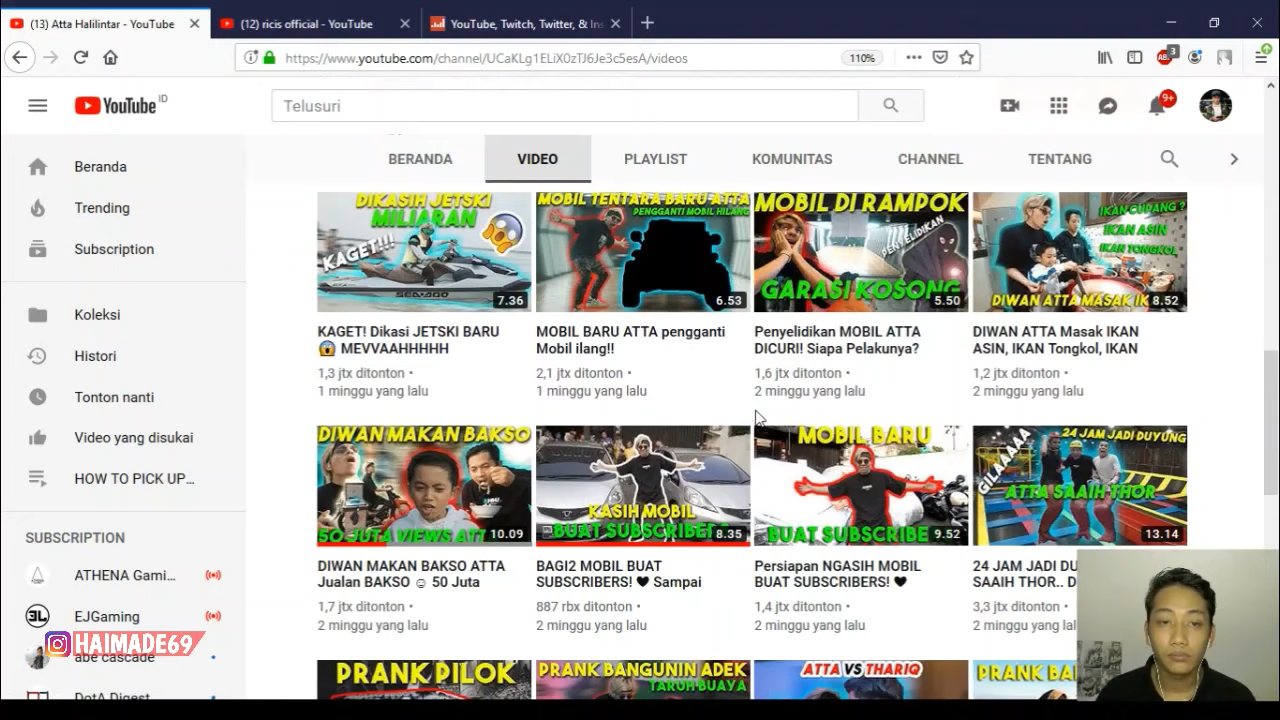 (13) Atta Halilintar - YouTube
(12) ricis official - YouTube
YouTube, Twitch, Twitter, & Ins
https://www.youtube.com/channel/UCaKLg1ELiX0zTJ6Je3c5esA/videos
110%
3
YouTube ID
Telusuri
9+
BERANDA
VIDEO
PLAYLIST
KOMUNITAS
CHANNEL
TENTANG
Beranda
Trending
Subscription
Koleksi
Histori
Tonton nanti
Video yang disukai
HOW TO PICK UP...
SUBSCRIPTION
ATHENA Gami...
EJGaming
abe cascade
DotA Digest
HAIMADE69
DIKASIH JETSKI
MILIARAN
KAGET!!!
SEA-DOO
7.36
KAGET! Dikasi JETSKI BARU
😱 MEVVAAHHHHH
1,3 jtx ditonton •
1 minggu yang lalu
MOBIL TENTARA BARU ATTA
PENGGANTI MOBIL HILANG
6.53
MOBIL BARU ATTA pengganti
Mobil ilang!!
2,1 jtx ditonton •
1 minggu yang lalu
MOBIL DI RAMPOK
PENYELIDIKAN
GARASI KOSONG
5.50
Penyelidikan MOBIL ATTA
DICURI! Siapa Pelakunya?
1,6 jtx ditonton •
2 minggu yang lalu
IKAN CUPANG ?
IKAN ASIN
IKAN TONGKOL
DIWAN ATTA MASAK IK
8.52
DIWAN ATTA Masak IKAN
ASIN, IKAN Tongkol, IKAN
1,2 jtx ditonton •
2 minggu yang lalu
DIWAN MAKAN BAKSO
50 JUTA VIEWS ATT
10.09
DIWAN MAKAN BAKSO ATTA
Jualan BAKSO ☺ 50 Juta
1,7 jtx ditonton •
2 minggu yang lalu
KASIH MOBIL
BUAT SUBSCRIBER
8.35
BAGI2 MOBIL BUAT
SUBSCRIBERS! ♥ Sampai
887 rbx ditonton •
2 minggu yang lalu
MOBIL BARU
BUAT SUBSCRIBE
9.52
Persiapan NGASIH MOBIL
BUAT SUBSCRIBERS! ♥
1,4 jtx ditonton •
2 minggu yang lalu
24 JAM JADI DUYUNG
GILAAAAA
ATTA SAAIH THOR
13.14
24 JAM JADI DU
SAAIH THOR.. D
3,3 jtx ditonton •
2 minggu yang lalu
PRANK PILOK
PRANK BANGUNIN ADEK
TARUH BUAYA
ATTA VS THARIQ
PRANK BA